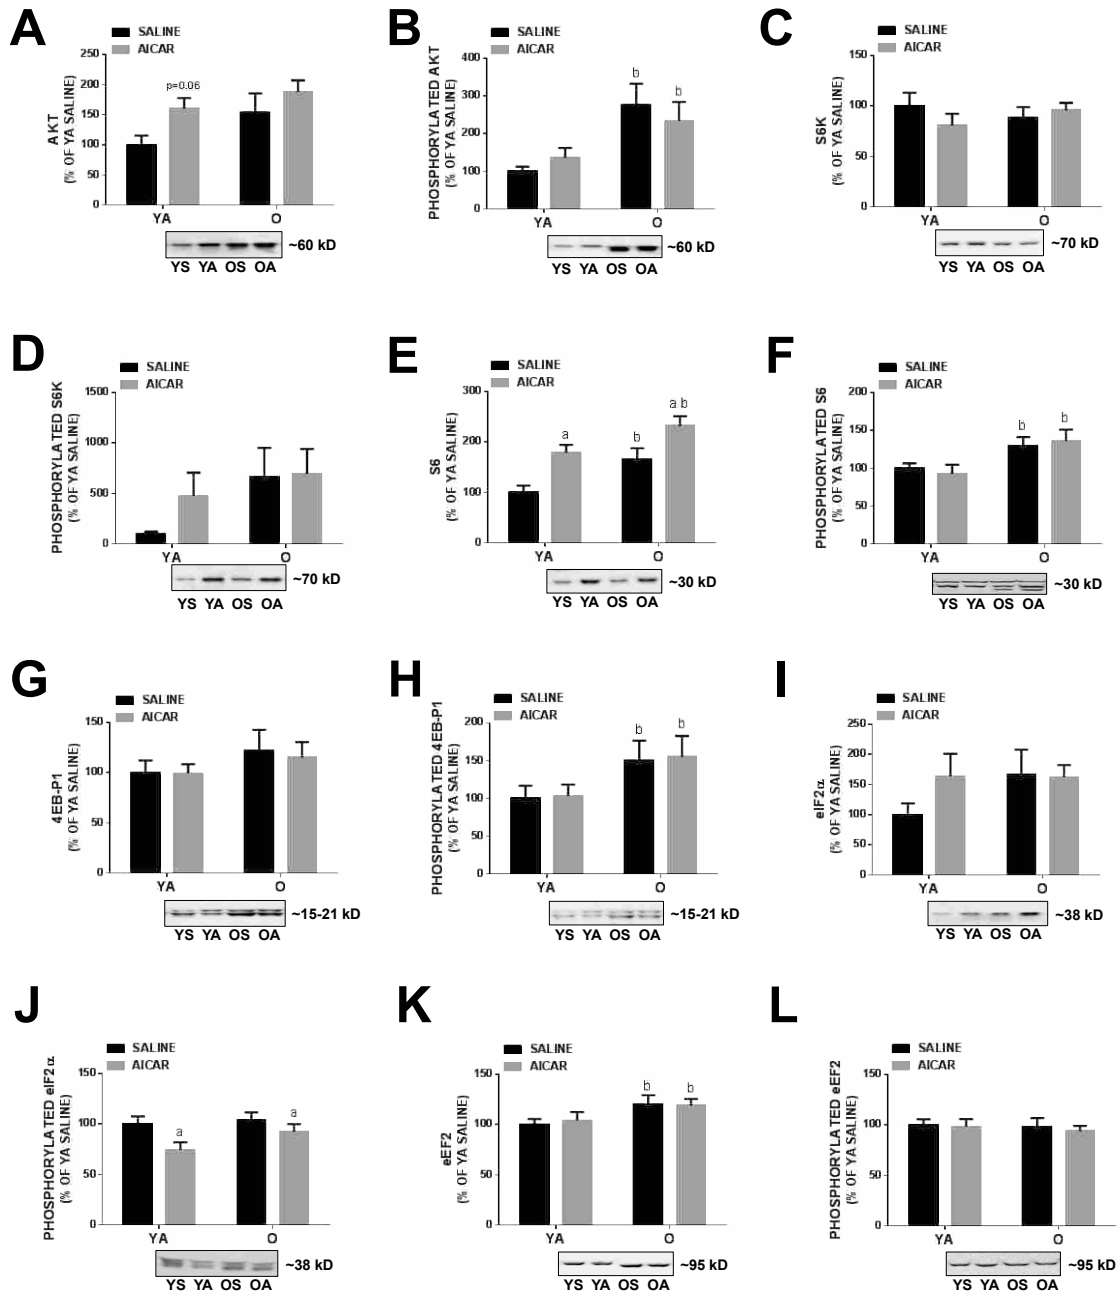 A
SALINE
AICAR
AKT
(% OF YA SALINE)
250
200
150
100
50
0
p=0.06
YA
O
~60 kD
YS YA OS OA
B
SALINE
AICAR
PHOSPHORYLATED AKT
(% OF YA SALINE)
400
300
200
100
0
b
b
YA
O
~60 kD
YS YA OS OA
C
SALINE
AICAR
S6K
(% OF YA SALINE)
150
100
50
0
YA
O
~70 kD
YS YA OS OA
D
SALINE
AICAR
PHOSPHORYLATED S6K
(% OF YA SALINE)
1500
1000
500
0
YA
O
~70 kD
YS YA OS OA
E
SALINE
AICAR
S6
(% OF YA SALINE)
300
200
100
0
a
b
a b
YA
O
~30 kD
YS YA OS OA
F
SALINE
AICAR
PHOSPHORYLATED S6
(% OF YA SALINE)
200
150
100
50
0
b
b
YA
O
~30 kD
YS YA OS OA
G
SALINE
AICAR
4EB-P1
(% OF YA SALINE)
150
100
50
0
YA
O
~15-21 kD
YS YA OS OA
H
SALINE
AICAR
PHOSPHORYLATED 4EB-P1
(% OF YA SALINE)
200
150
100
50
0
b
b
YA
O
~15-21 kD
YS YA OS OA
I
SALINE
AICAR
eIF2α
(% OF YA SALINE)
250
200
150
100
50
0
YA
O
~38 kD
YS YA OS OA
J
SALINE
AICAR
PHOSPHORYLATED eIF2α
(% OF YA SALINE)
150
100
50
0
a
a
YA
O
~38 kD
YS YA OS OA
K
SALINE
AICAR
eEF2
(% OF YA SALINE)
150
100
50
0
b
b
YA
O
~95 kD
YS YA OS OA
L
SALINE
AICAR
PHOSPHORYLATED eEF2
(% OF YA SALINE)
150
100
50
0
YA
O
~95 kD
YS YA OS OA